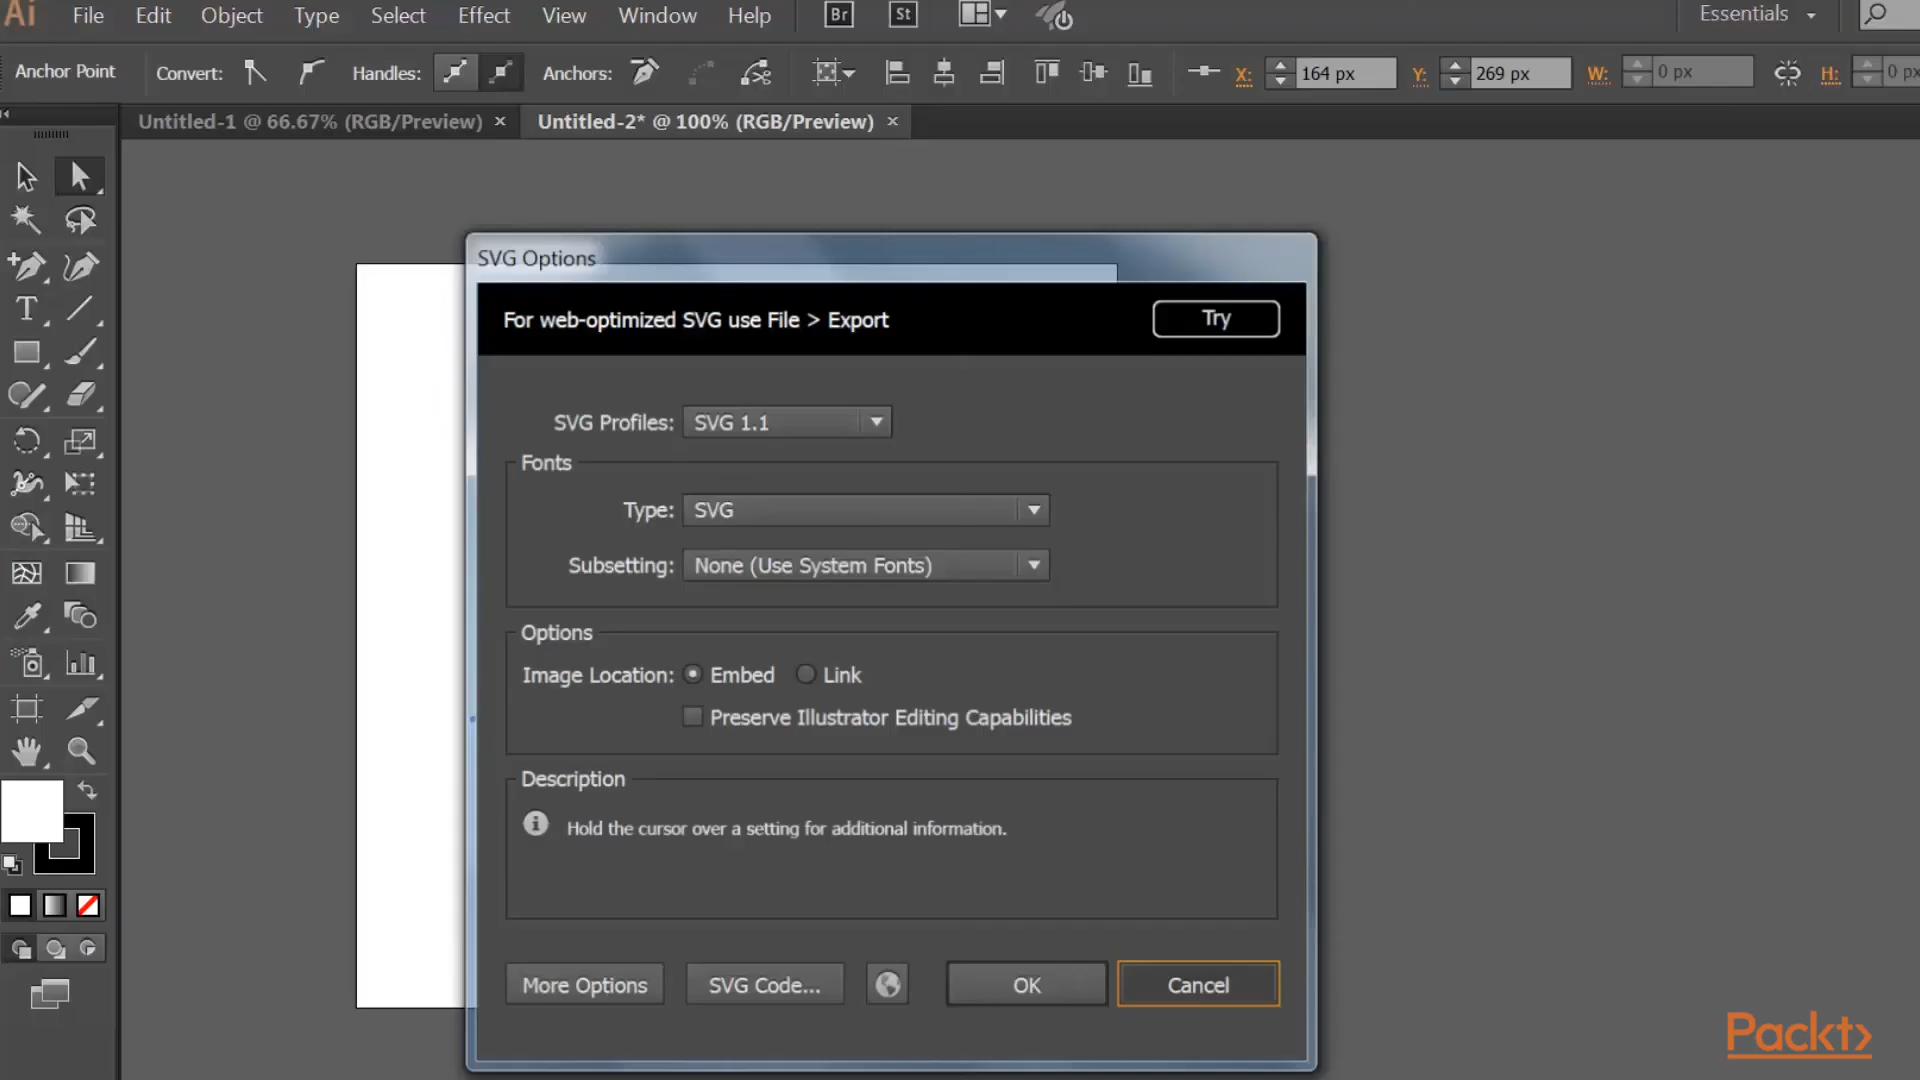 Ai File Edit Object Type Select Effect View Window Help Br St Essentials
Anchor Point Convert: Handles: Anchors: X: 164 px Y: 269 px W: 0 px H: 0 px
Untitled-1 @ 66.67% (RGB/Preview) × Untitled-2* @ 100% (RGB/Preview) ×
SVG Options
For web-optimized SVG use File > Export Try
SVG Profiles: SVG 1.1
Fonts
Type: SVG
Subsetting: None (Use System Fonts)
Options
Image Location: Embed Link
Preserve Illustrator Editing Capabilities
Description
Hold the cursor over a setting for additional information.
More Options SVG Code... OK Cancel
Packt>